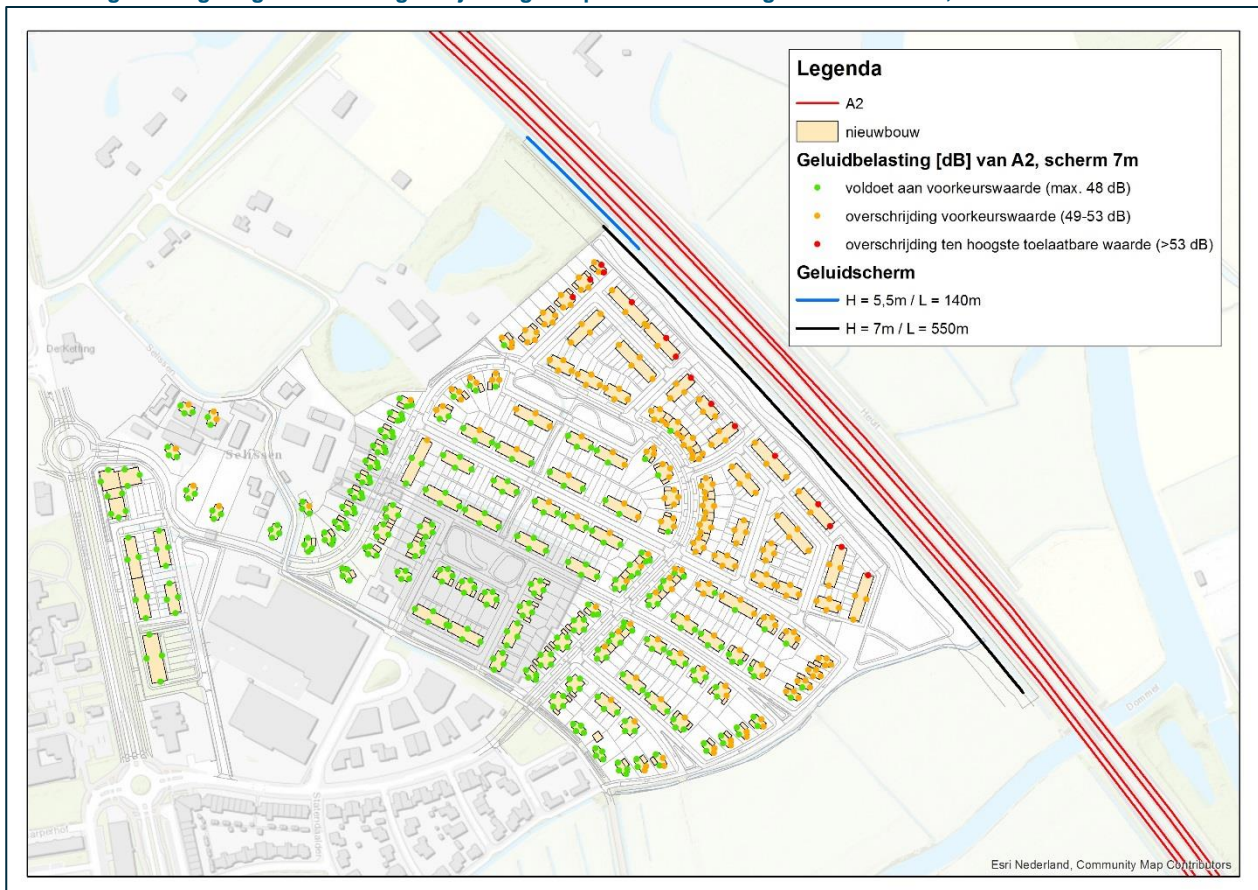 Legenda
A2
nieuwbouw
Geluidbelasting [dB] van A2, scherm 7m
voldoet aan voorkeurswaarde (max. 48 dB)
overschrijding voorkeurswaarde (49-53 dB)
overschrijding ten hoogste toelaatbare waarde (>53 dB)
Geluidscherm
H = 5,5m / L = 140m
H = 7m / L = 550m
De Ketting
Selissen
Dommel
Esri Nederland, Community Map Contributors